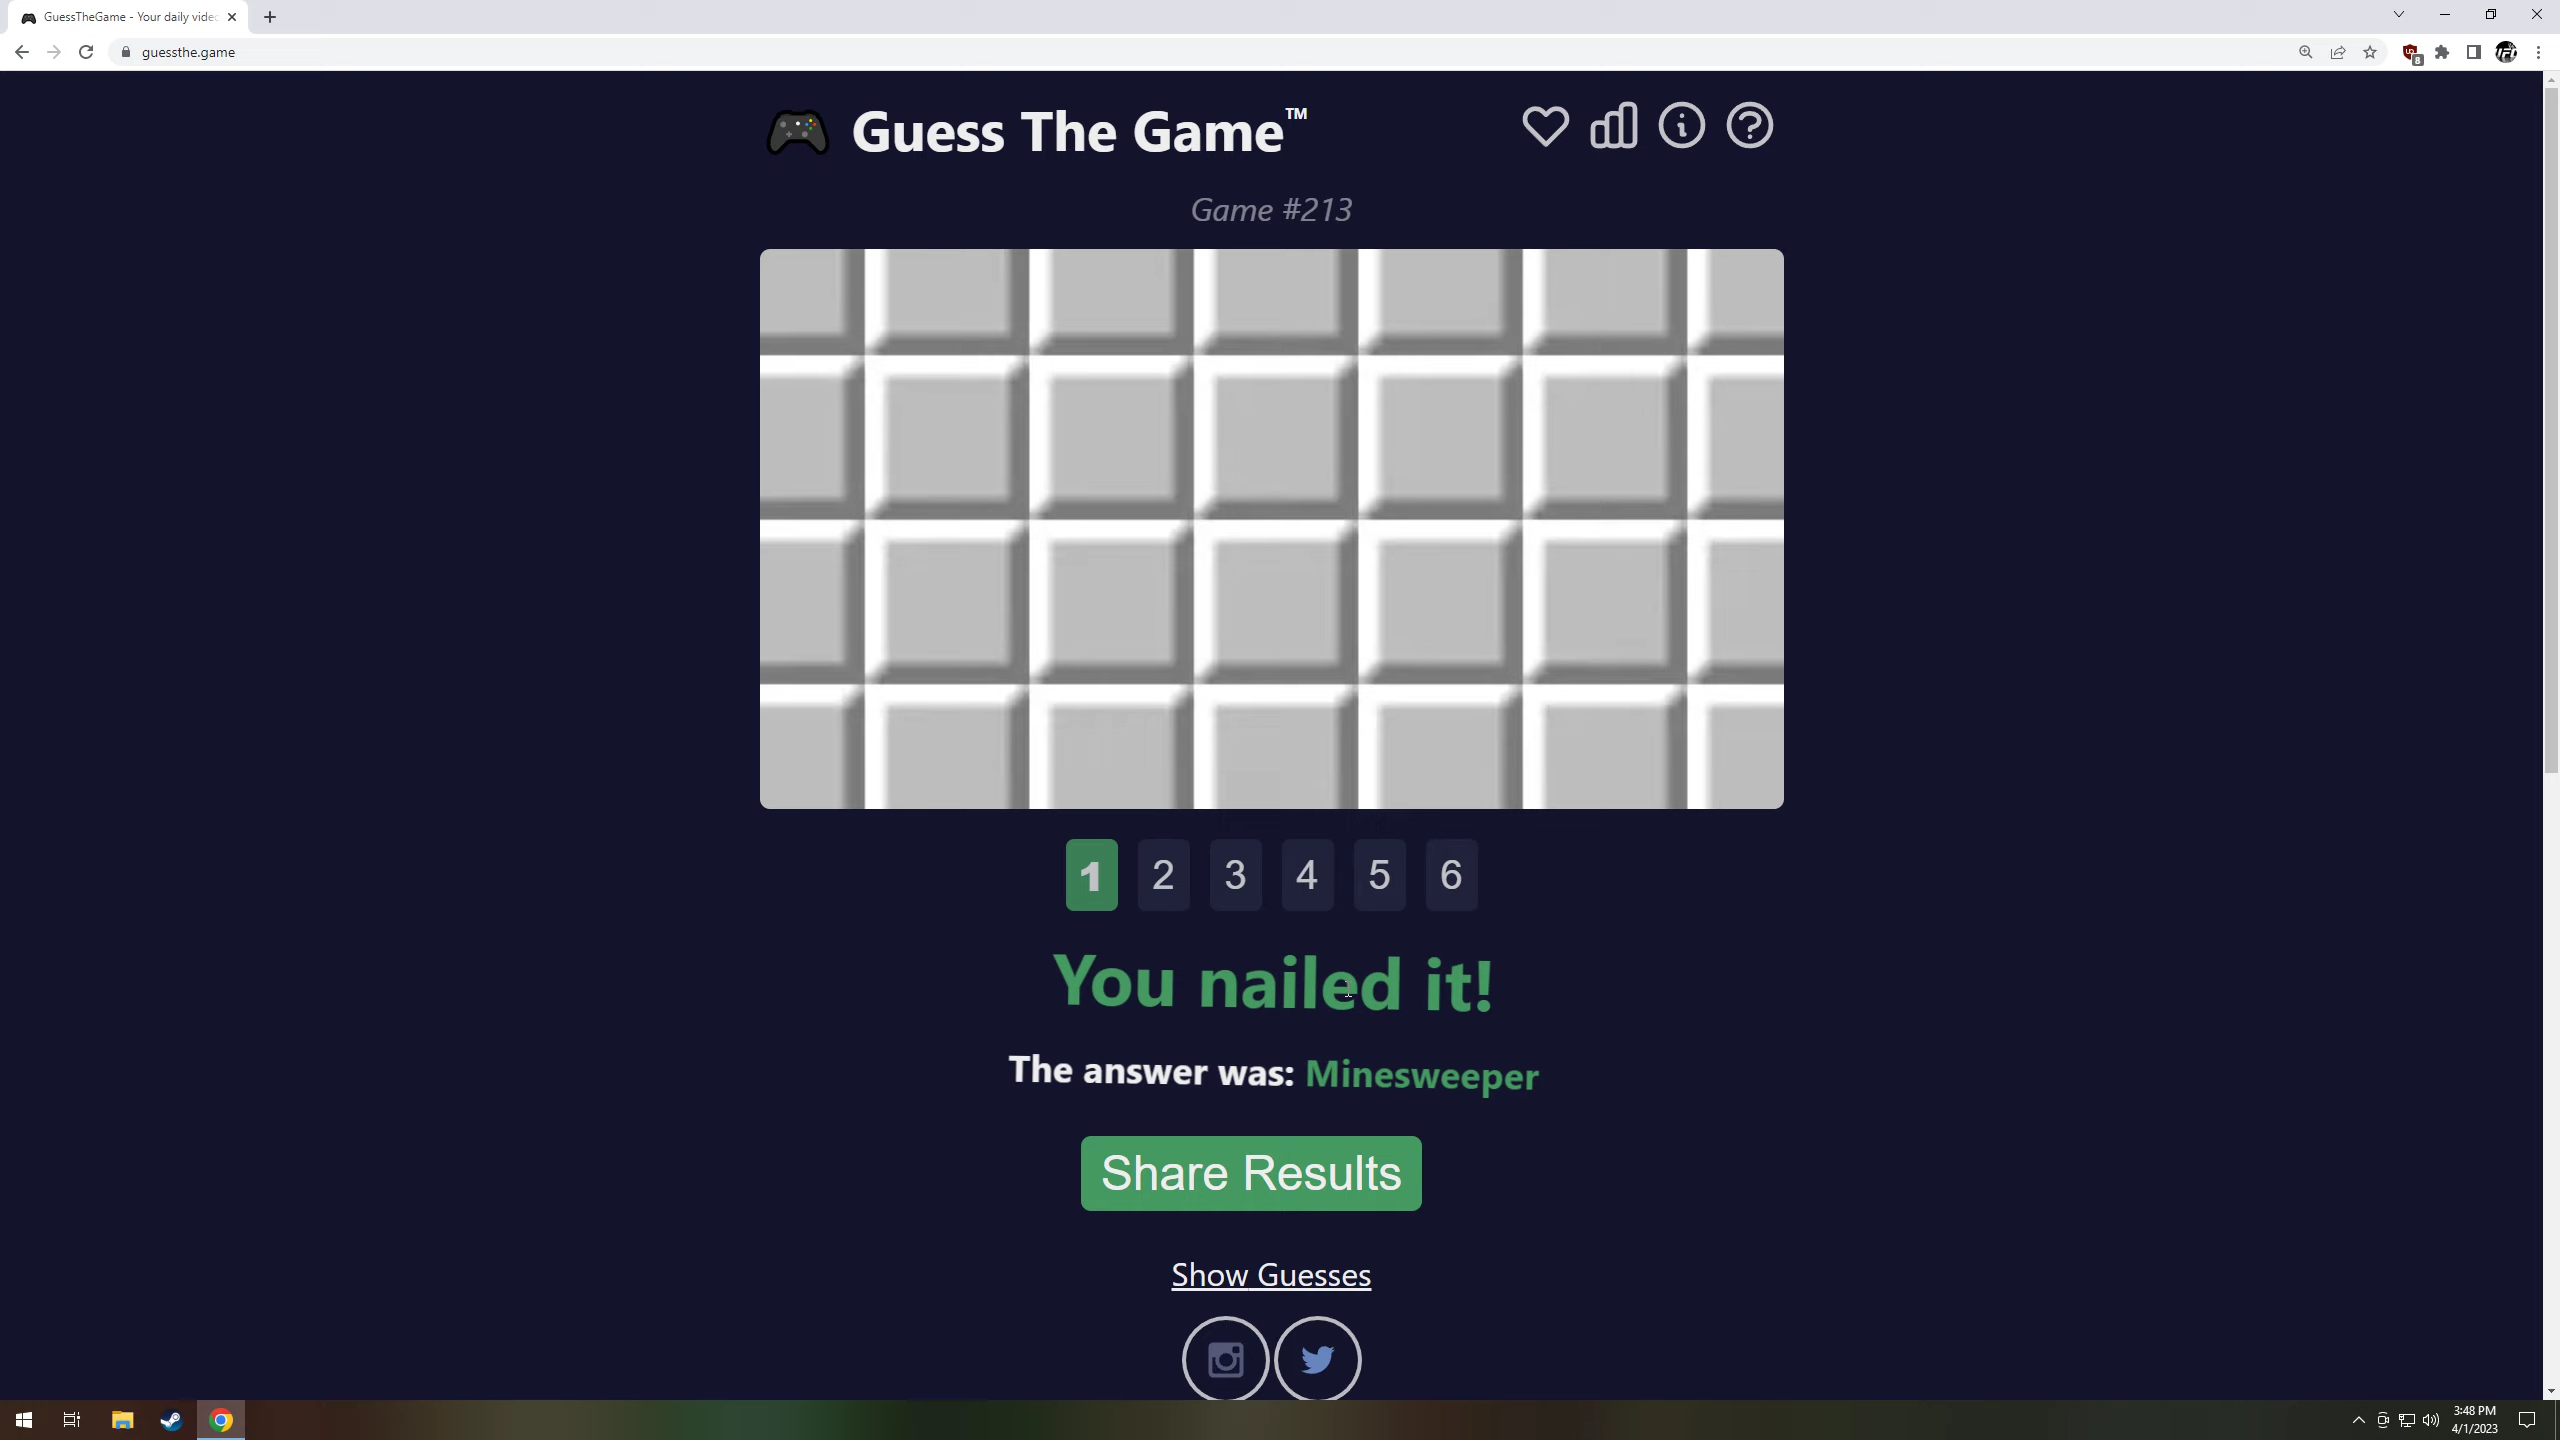 GuessTheGame - Your daily vide
guessthe.game
8
Guess The Game™
Game #213
1 2 3 4 5 6
You nailed it!
The answer was: Minesweeper
Share Results
Show Guesses
3:48 PM
4/1/2023